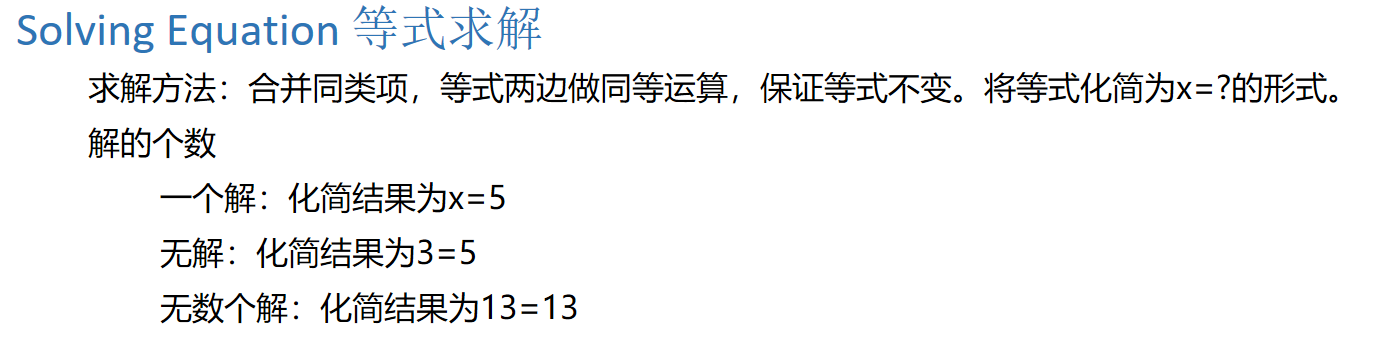 Solving Equation 等式求解
求解方法：合并同类项，等式两边做同等运算，保证等式不变。将等式化简为x=?的形式。
解的个数
一个解：化简结果为x=5
无解：化简结果为3=5
无数个解：化简结果为13=13